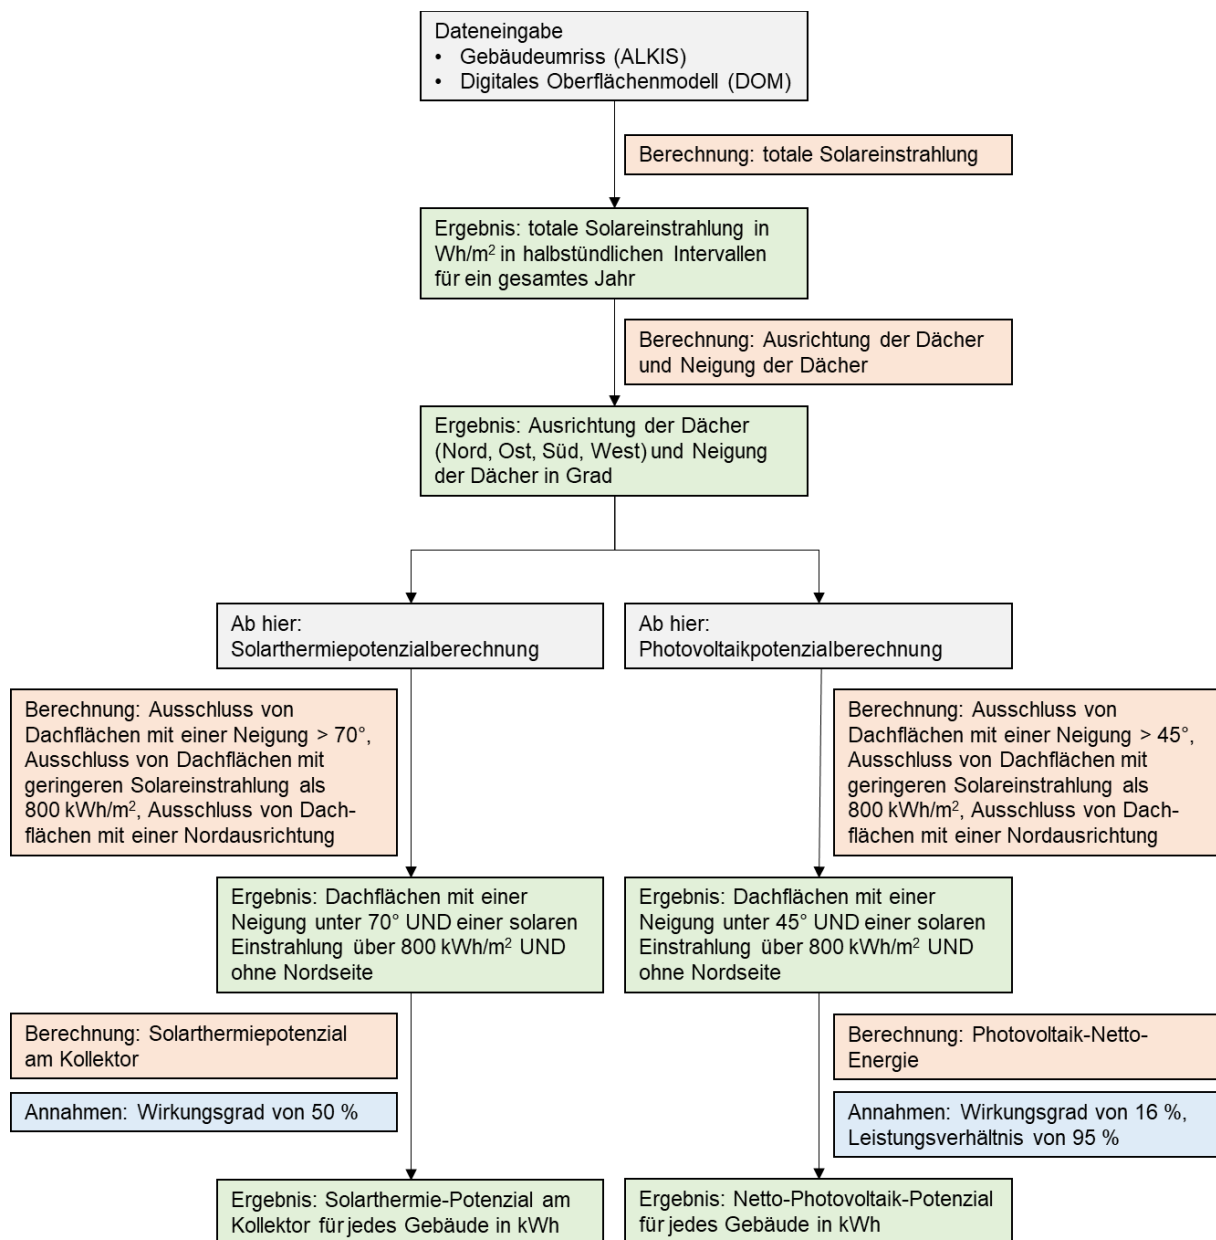 Dateneingabe
• Gebäudeumriss (ALKIS)
• Digitales Oberflächenmodell (DOM)
Berechnung: totale Solareinstrahlung
Ergebnis: totale Solareinstrahlung in
Wh/m² in halbstündlichen Intervallen
für ein gesamtes Jahr
Berechnung: Ausrichtung der Dächer
und Neigung der Dächer
Ergebnis: Ausrichtung der Dächer
(Nord, Ost, Süd, West) und Neigung
der Dächer in Grad
Ab hier:
Solarthermiepotenzialberechnung
Ab hier:
Photovoltaikpotenzialberechnung
Berechnung: Ausschluss von
Dachflächen mit einer Neigung > 70°,
Ausschluss von Dachflächen mit
geringeren Solareinstrahlung als
800 kWh/m², Ausschluss von Dach-
flächen mit einer Nordausrichtung
Berechnung: Ausschluss von
Dachflächen mit einer Neigung > 45°,
Ausschluss von Dachflächen mit
geringeren Solareinstrahlung als
800 kWh/m², Ausschluss von Dach-
flächen mit einer Nordausrichtung
Ergebnis: Dachflächen mit einer
Neigung unter 70° UND einer solaren
Einstrahlung über 800 kWh/m² UND
ohne Nordseite
Ergebnis: Dachflächen mit einer
Neigung unter 45° UND einer solaren
Einstrahlung über 800 kWh/m² UND
ohne Nordseite
Berechnung: Solarthermiepotenzial
am Kollektor
Berechnung: Photovoltaik-Netto-
Energie
Annahmen: Wirkungsgrad von 50 %
Annahmen: Wirkungsgrad von 16 %,
Leistungsverhältnis von 95 %
Ergebnis: Solarthermie-Potenzial am
Kollektor für jedes Gebäude in kWh
Ergebnis: Netto-Photovoltaik-Potenzial
für jedes Gebäude in kWh